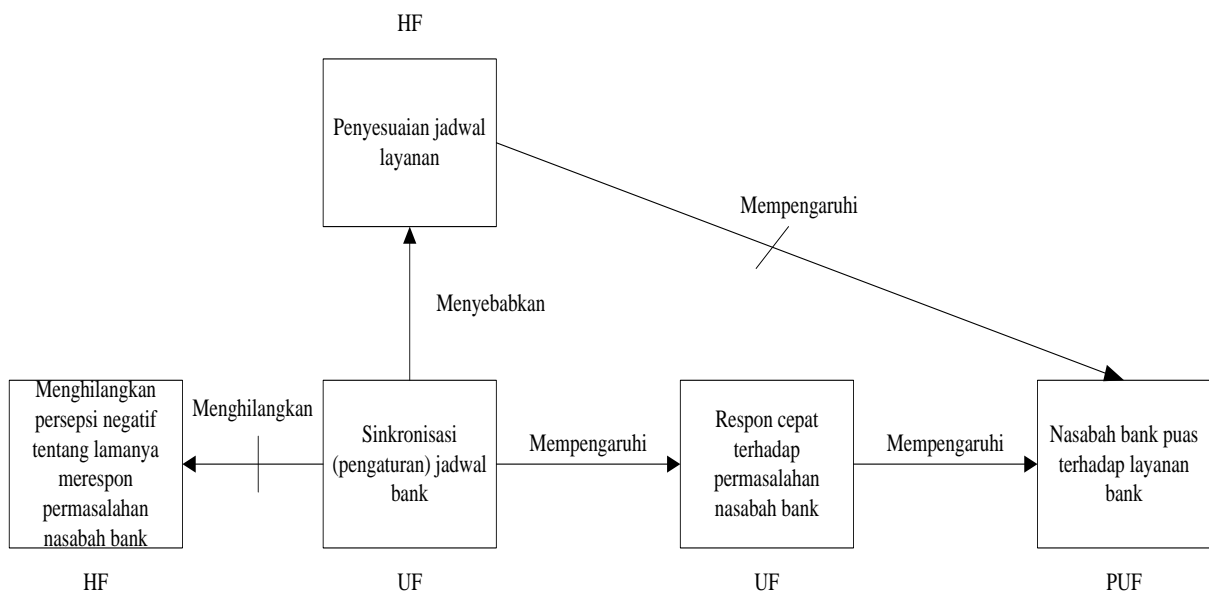 HF
Penyesuaian jadwal
layanan
Mempengaruhi
Menyebabkan
Menghilangkan
persepsi negatif
tentang lamanya
merespon
permasalahan
nasabah bank
Menghilangkan
Sinkronisasi
(pengaturan) jadwal
bank
Mempengaruhi
Respon cepat
terhadap
permasalahan
nasabah bank
Mempengaruhi
Nasabah bank puas
terhadap layanan
bank
HF
UF
UF
PUF